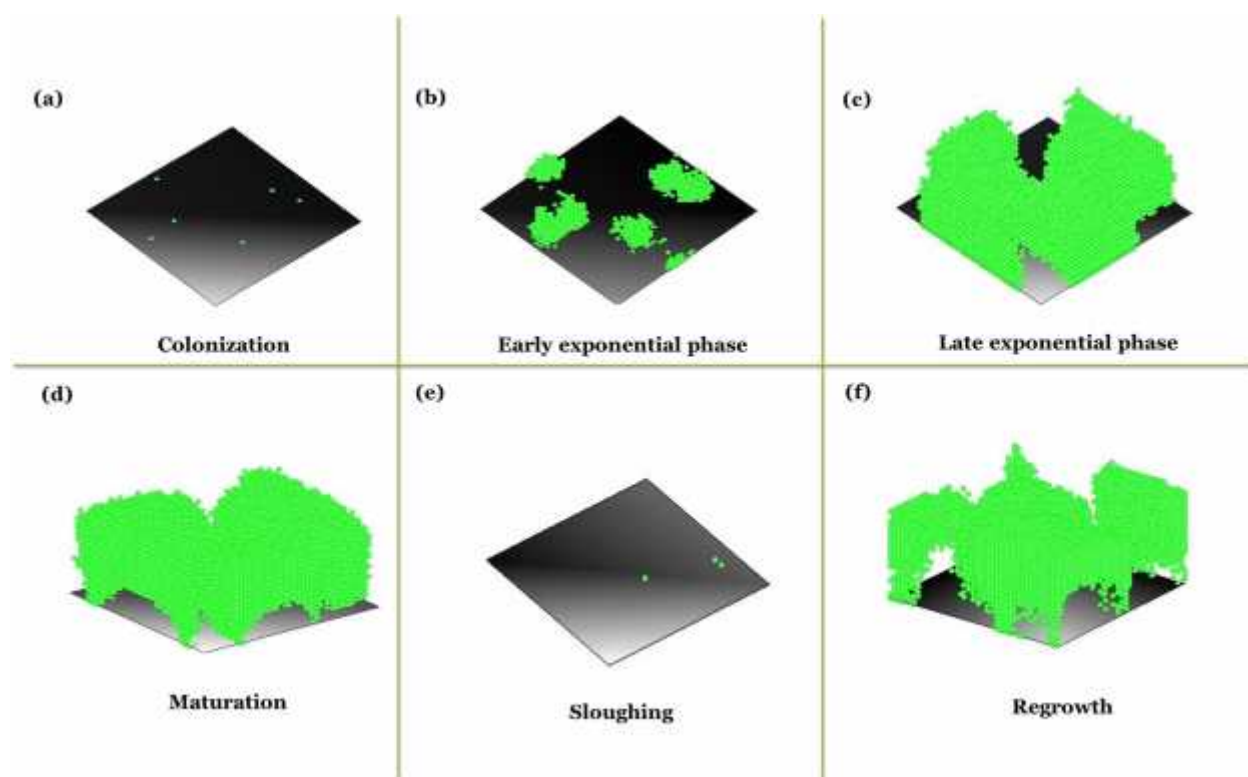 (a)
Colonization
(b)
Early exponential phase
(c)
Late exponential phase
(d)
Maturation
(e)
Sloughing
(f)
Regrowth